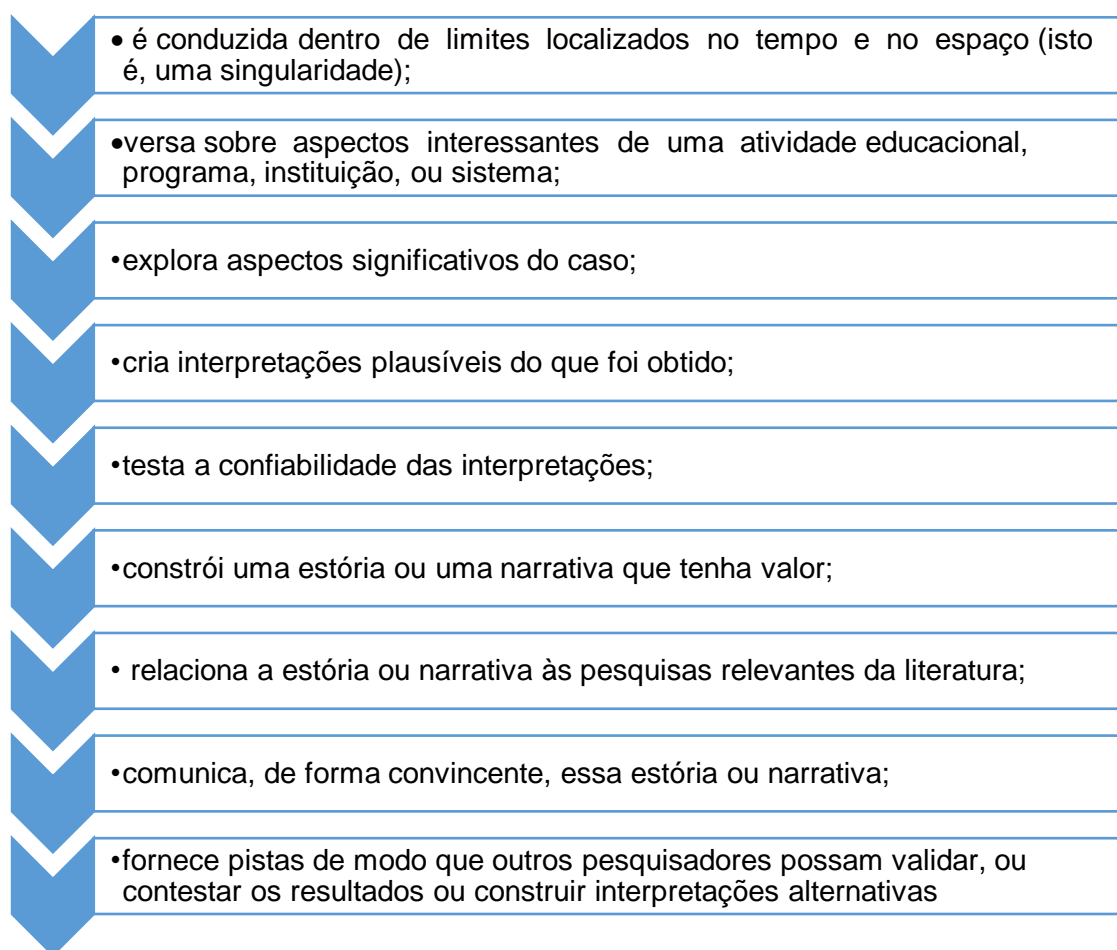 • é conduzida dentro de limites localizados no tempo e no espaço (isto
é, uma singularidade);
•versa sobre aspectos interessantes de uma atividade educacional,
programa, instituição, ou sistema;
•explora aspectos significativos do caso;
•cria interpretações plausíveis do que foi obtido;
•testa a confiabilidade das interpretações;
•constrói uma estória ou uma narrativa que tenha valor;
• relaciona a estória ou narrativa às pesquisas relevantes da literatura;
•comunica, de forma convincente, essa estória ou narrativa;
•fornece pistas de modo que outros pesquisadores possam validar, ou
contestar os resultados ou construir interpretações alternativas